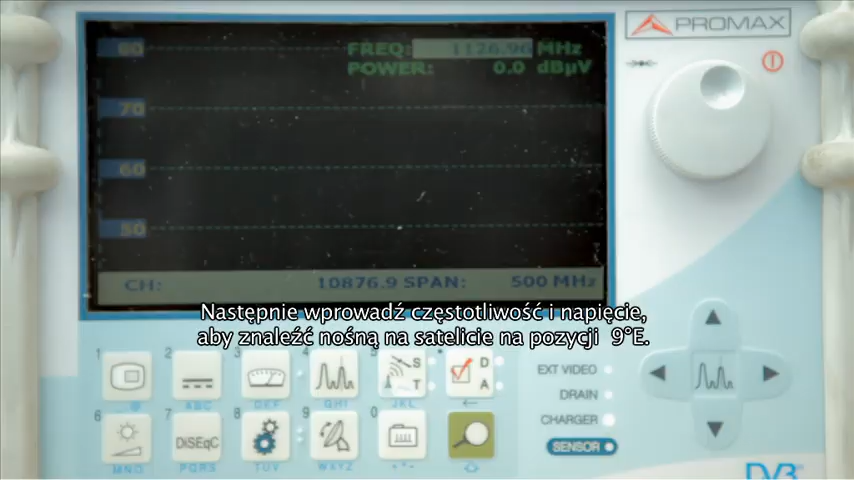 PROMAX
80
FREQ: 1126.90 MHz
POWER: 0.0 dBµV
70
60
50
CH: 10876.9 SPAN: 500 MHz
Następnie wprowadź częstotliwość i napięcie,
aby znaleźć nośną na satelicie na pozycji 9°E.
1 2 3 4 5
S T D A
EXT VIDEO
DRAIN
CHARGER
SENSOR
ABC DEF GHI JKL
6 7 8 9 0
DiSEqC
MNO PQRS TUV WXYZ
DVB